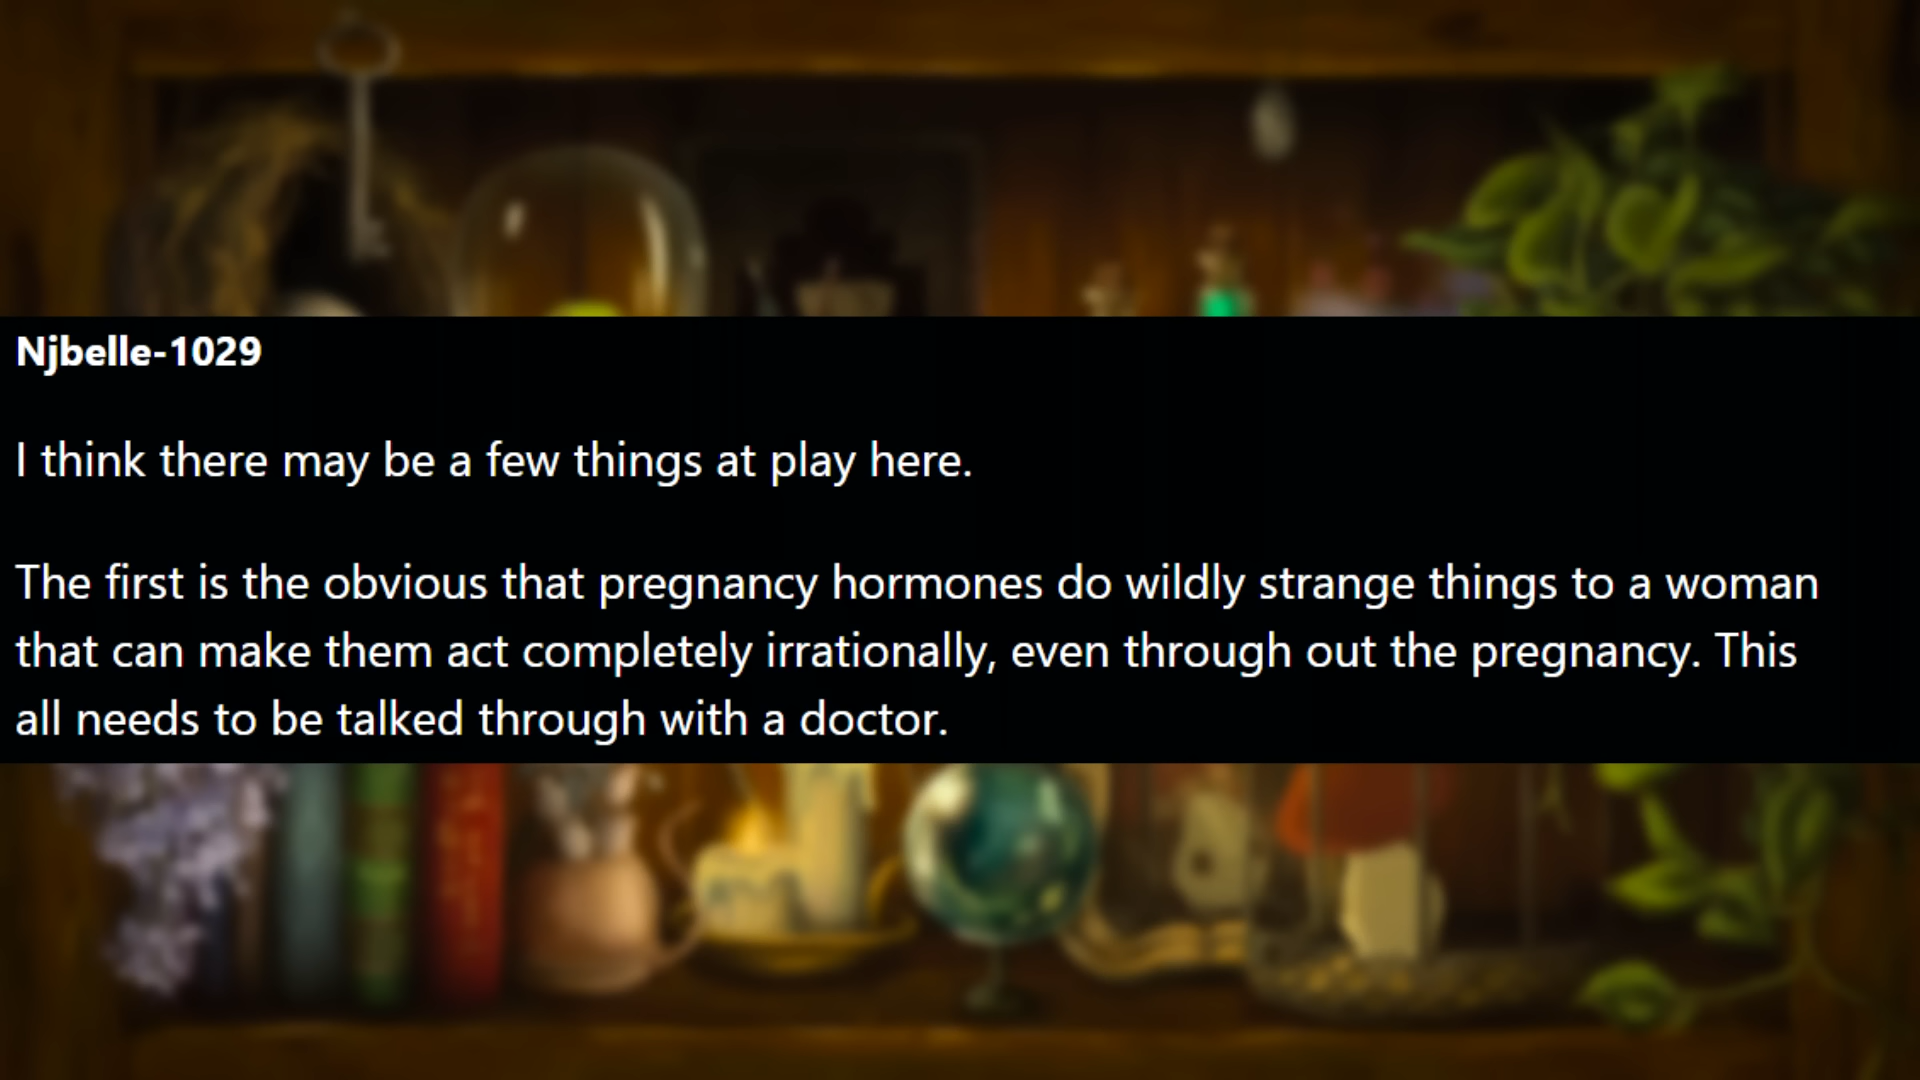 Njbelle-1029
I think there may be a few things at play here.
The first is the obvious that pregnancy hormones do wildly strange things to a woman
that can make them act completely irrationally, even through out the pregnancy. This
all needs to be talked through with a doctor.